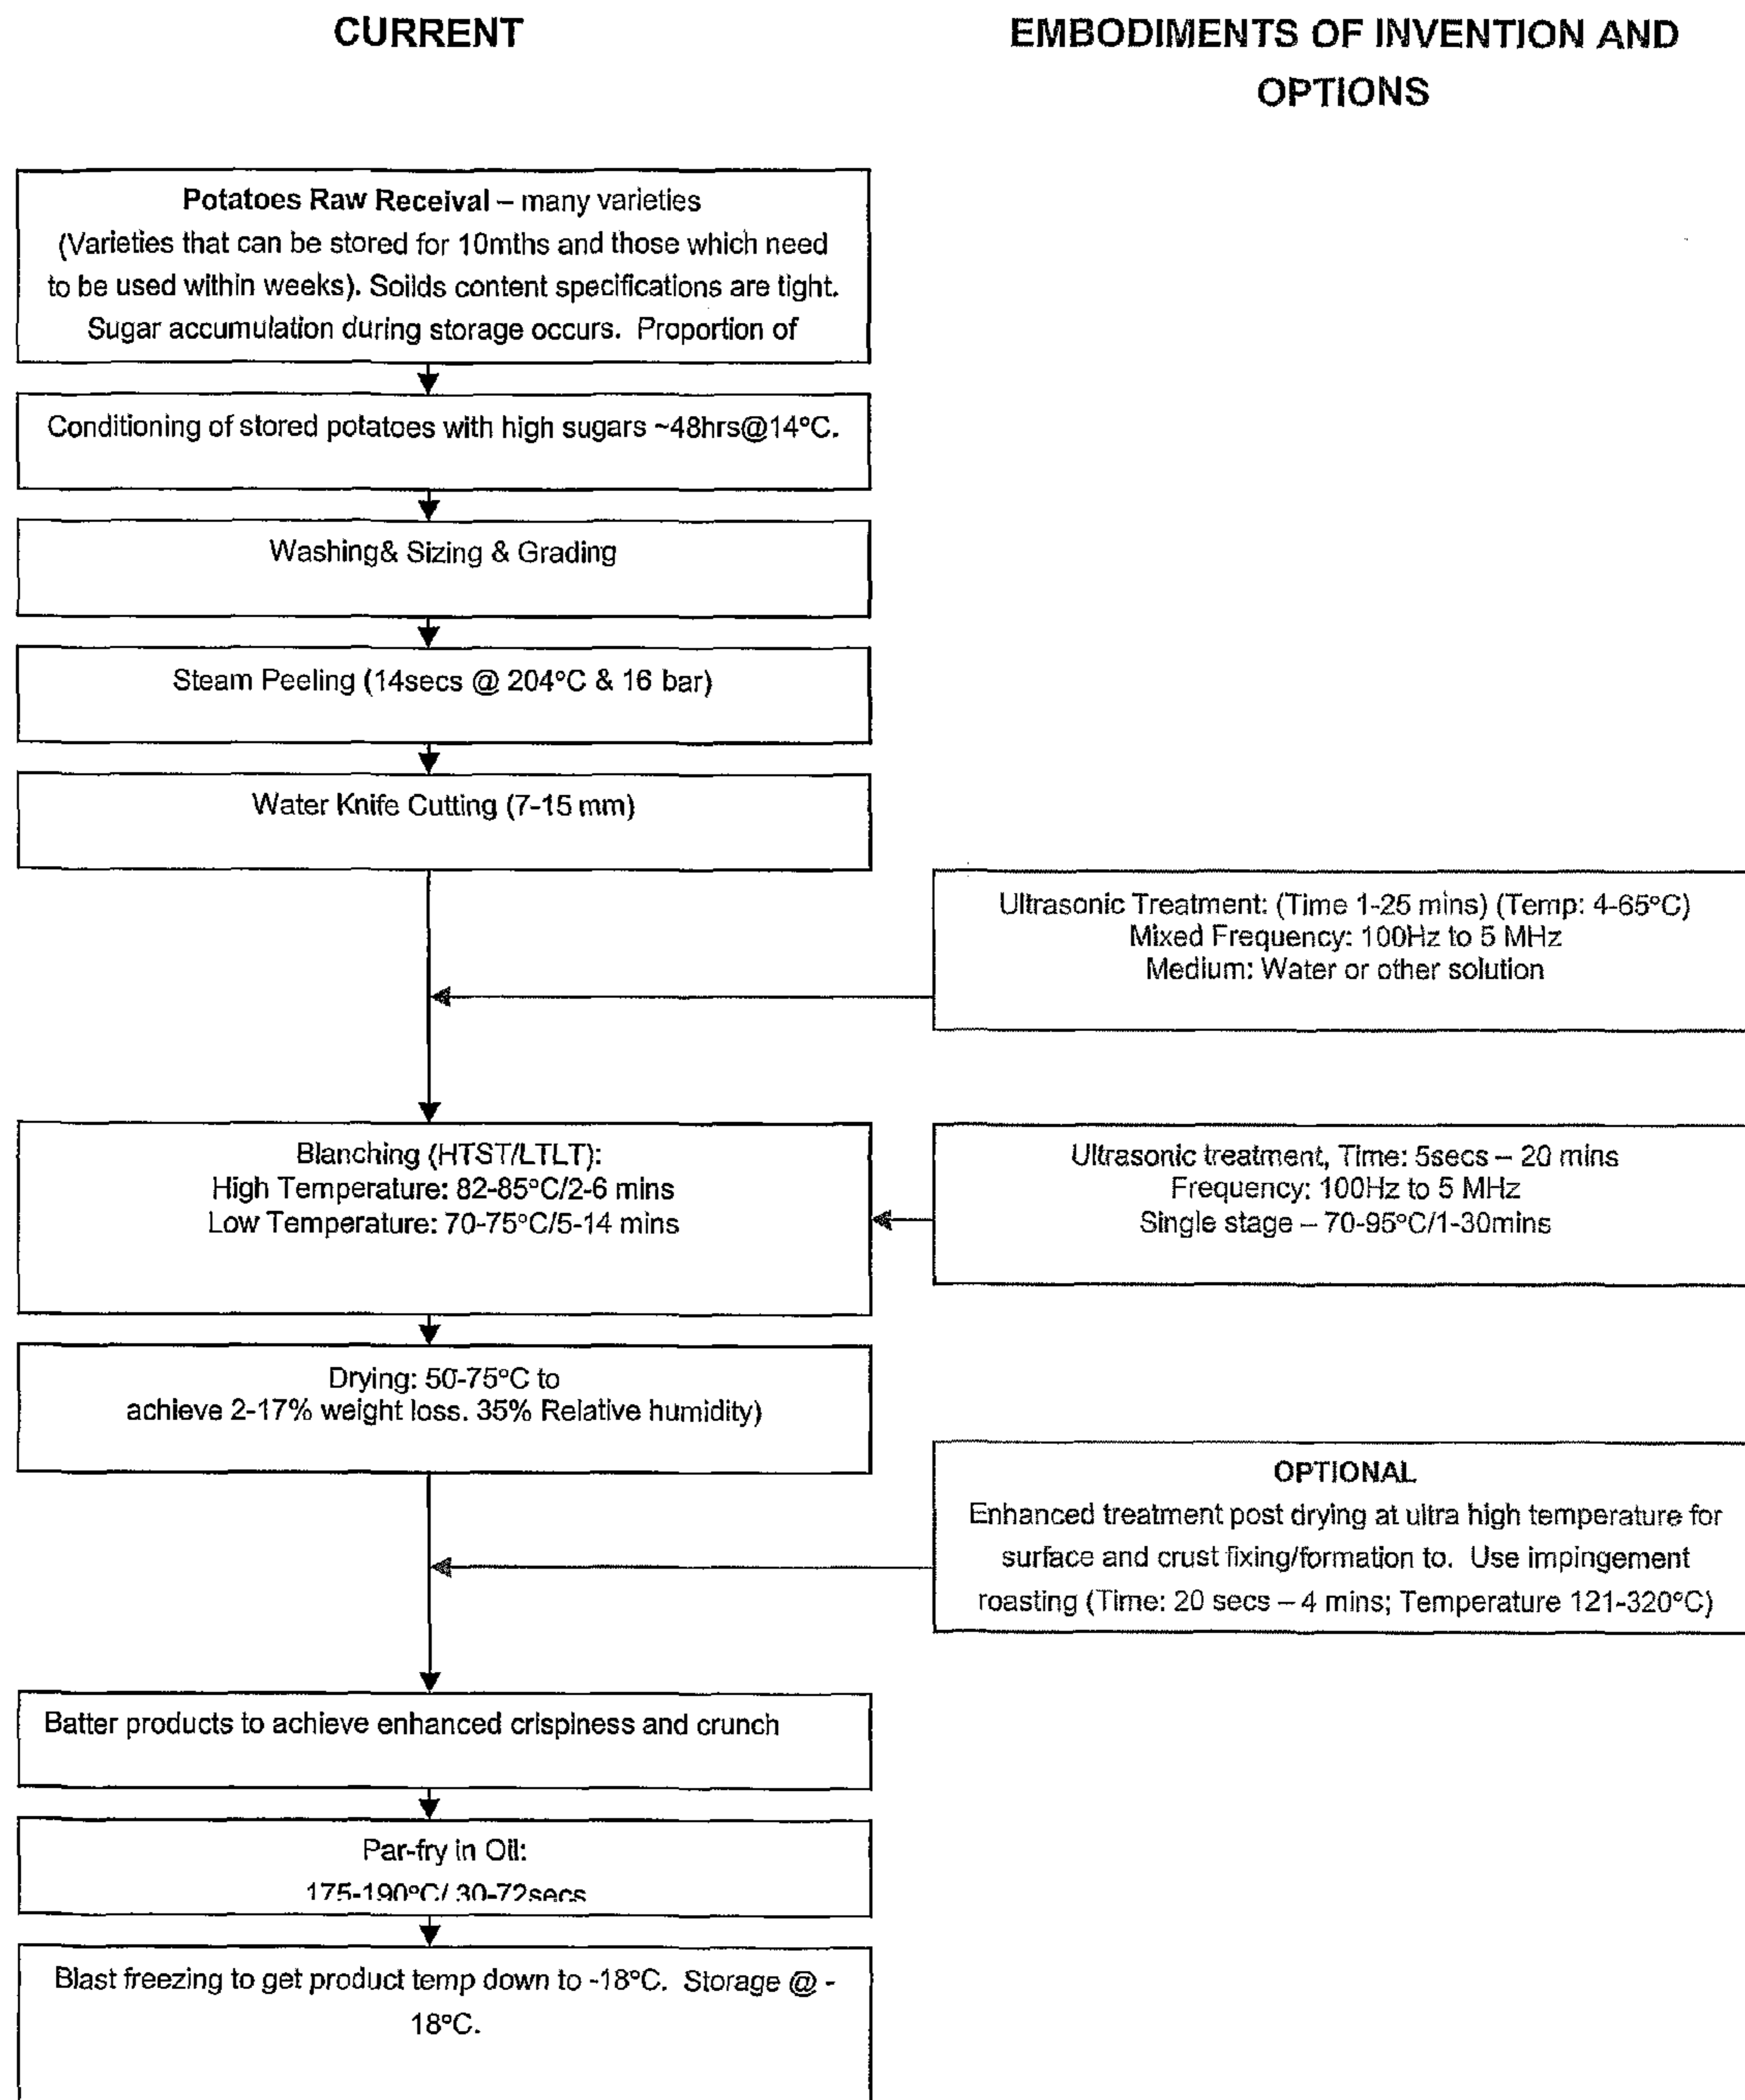 CURRENT
EMBODIMENTS OF INVENTION AND
OPTIONS
Potatoes Raw Receival – many varieties
(Varieties that can be stored for 10mths and those which need
to be used within weeks). Soilds content specifications are tight.
Sugar accumulation during storage occurs. Proportion of
Conditioning of stored potatoes with high sugars ~48hrs@14°C.
Washing& Sizing & Grading
Steam Peeling (14secs @ 204°C & 16 bar)
Water Knife Cutting (7-15 mm)
Ultrasonic Treatment: (Time 1-25 mins) (Temp: 4-65°C)
Mixed Frequency: 100Hz to 5 MHz
Medium: Water or other solution
Blanching (HTST/LTLT):
High Temperature: 82-85°C/2-6 mins
Low Temperature: 70-75°C/5-14 mins
Ultrasonic treatment, Time: 5secs – 20 mins
Frequency: 100Hz to 5 MHz
Single stage – 70-95°C/1-30mins
Drying: 50-75°C to
achieve 2-17% weight loss. 35% Relative humidity)
OPTIONAL
Enhanced treatment post drying at ultra high temperature for
surface and crust fixing/formation to. Use impingement
roasting (Time: 20 secs – 4 mins; Temperature 121-320°C)
Batter products to achieve enhanced crispiness and crunch
Par-fry in Oil:
175-190°C/ 30-72secs
Blast freezing to get product temp down to -18°C. Storage @ -
18°C.